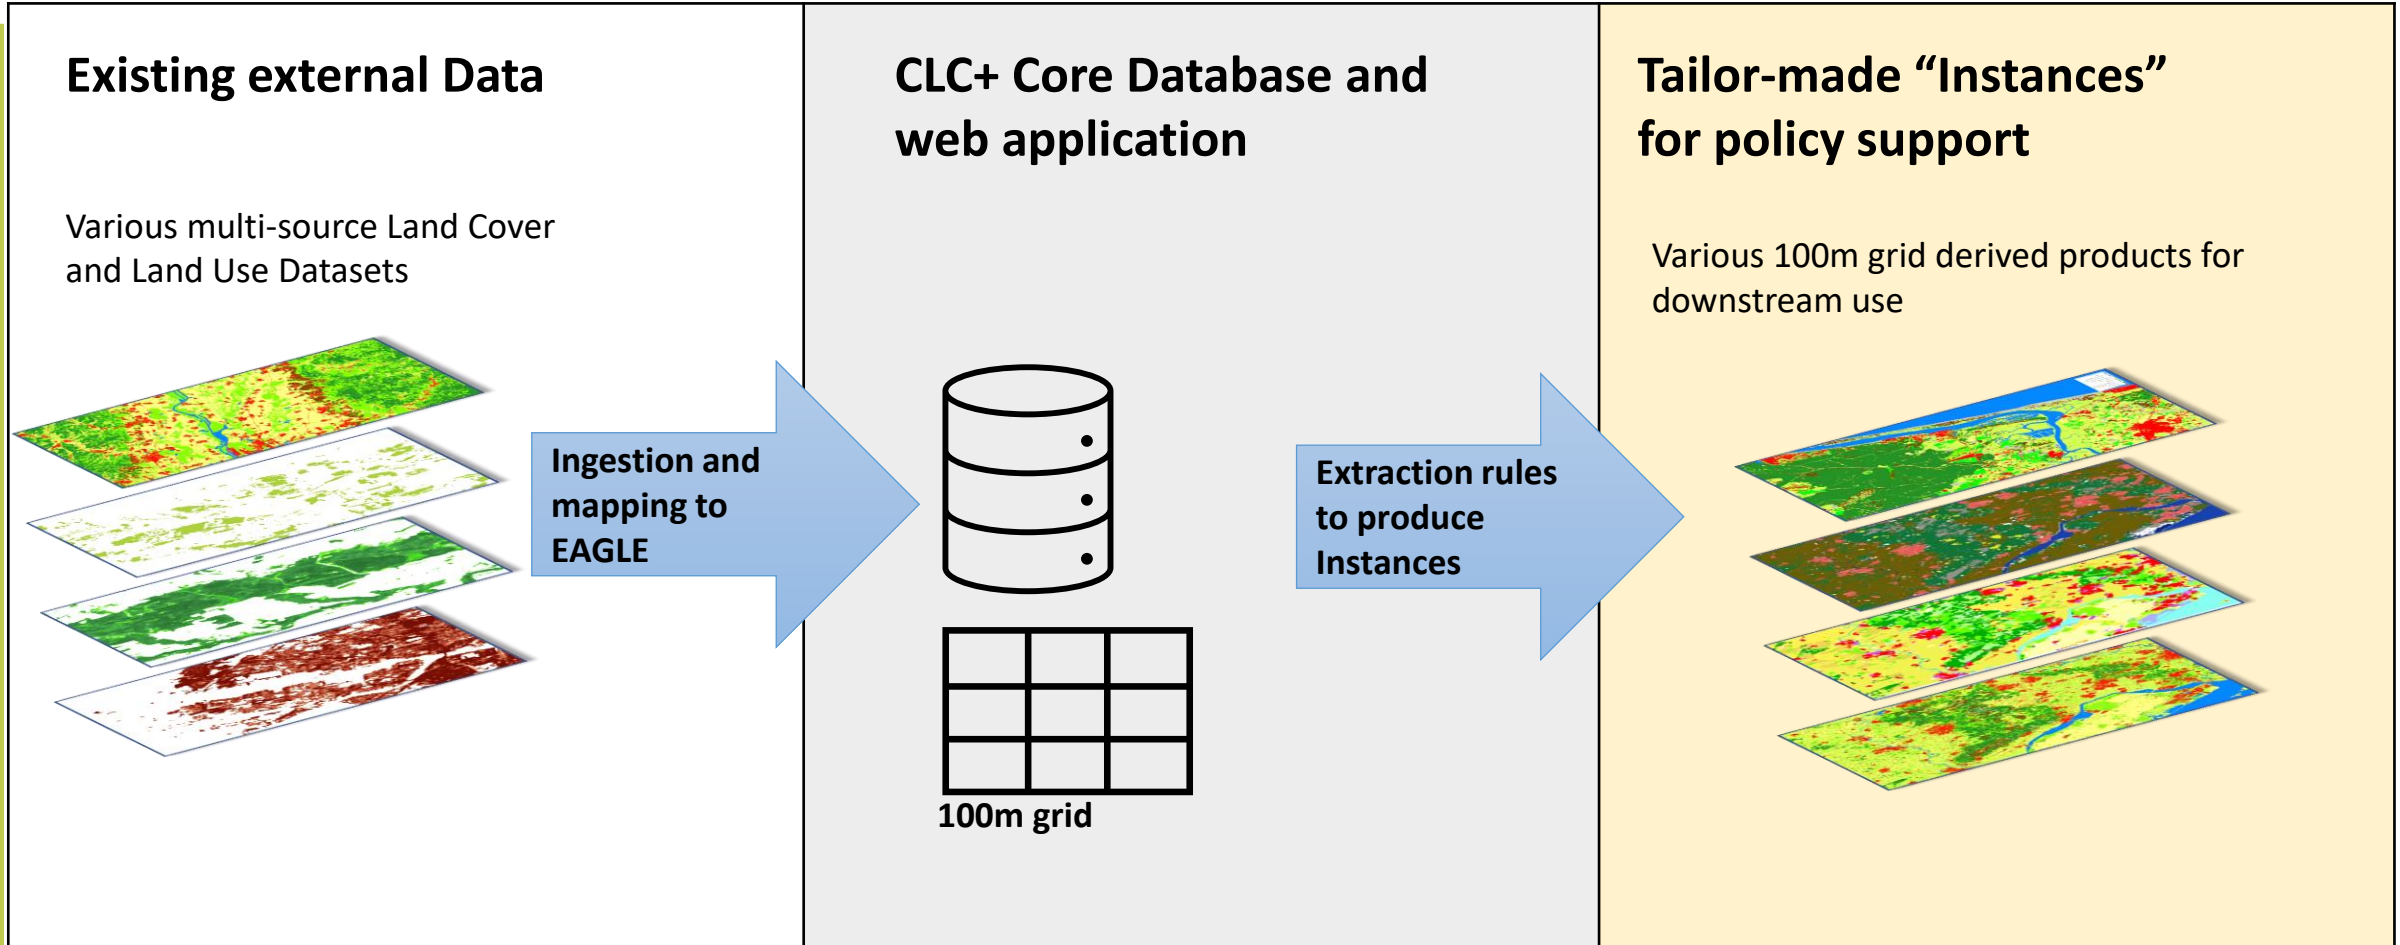 Existing external Data
Various multi-source Land Cover
and Land Use Datasets
Ingestion and
mapping to
EAGLE
CLC+ Core Database and
web application
100m grid
Extraction rules
to produce
Instances
Tailor-made “Instances”
for policy support
Various 100m grid derived products for
downstream use